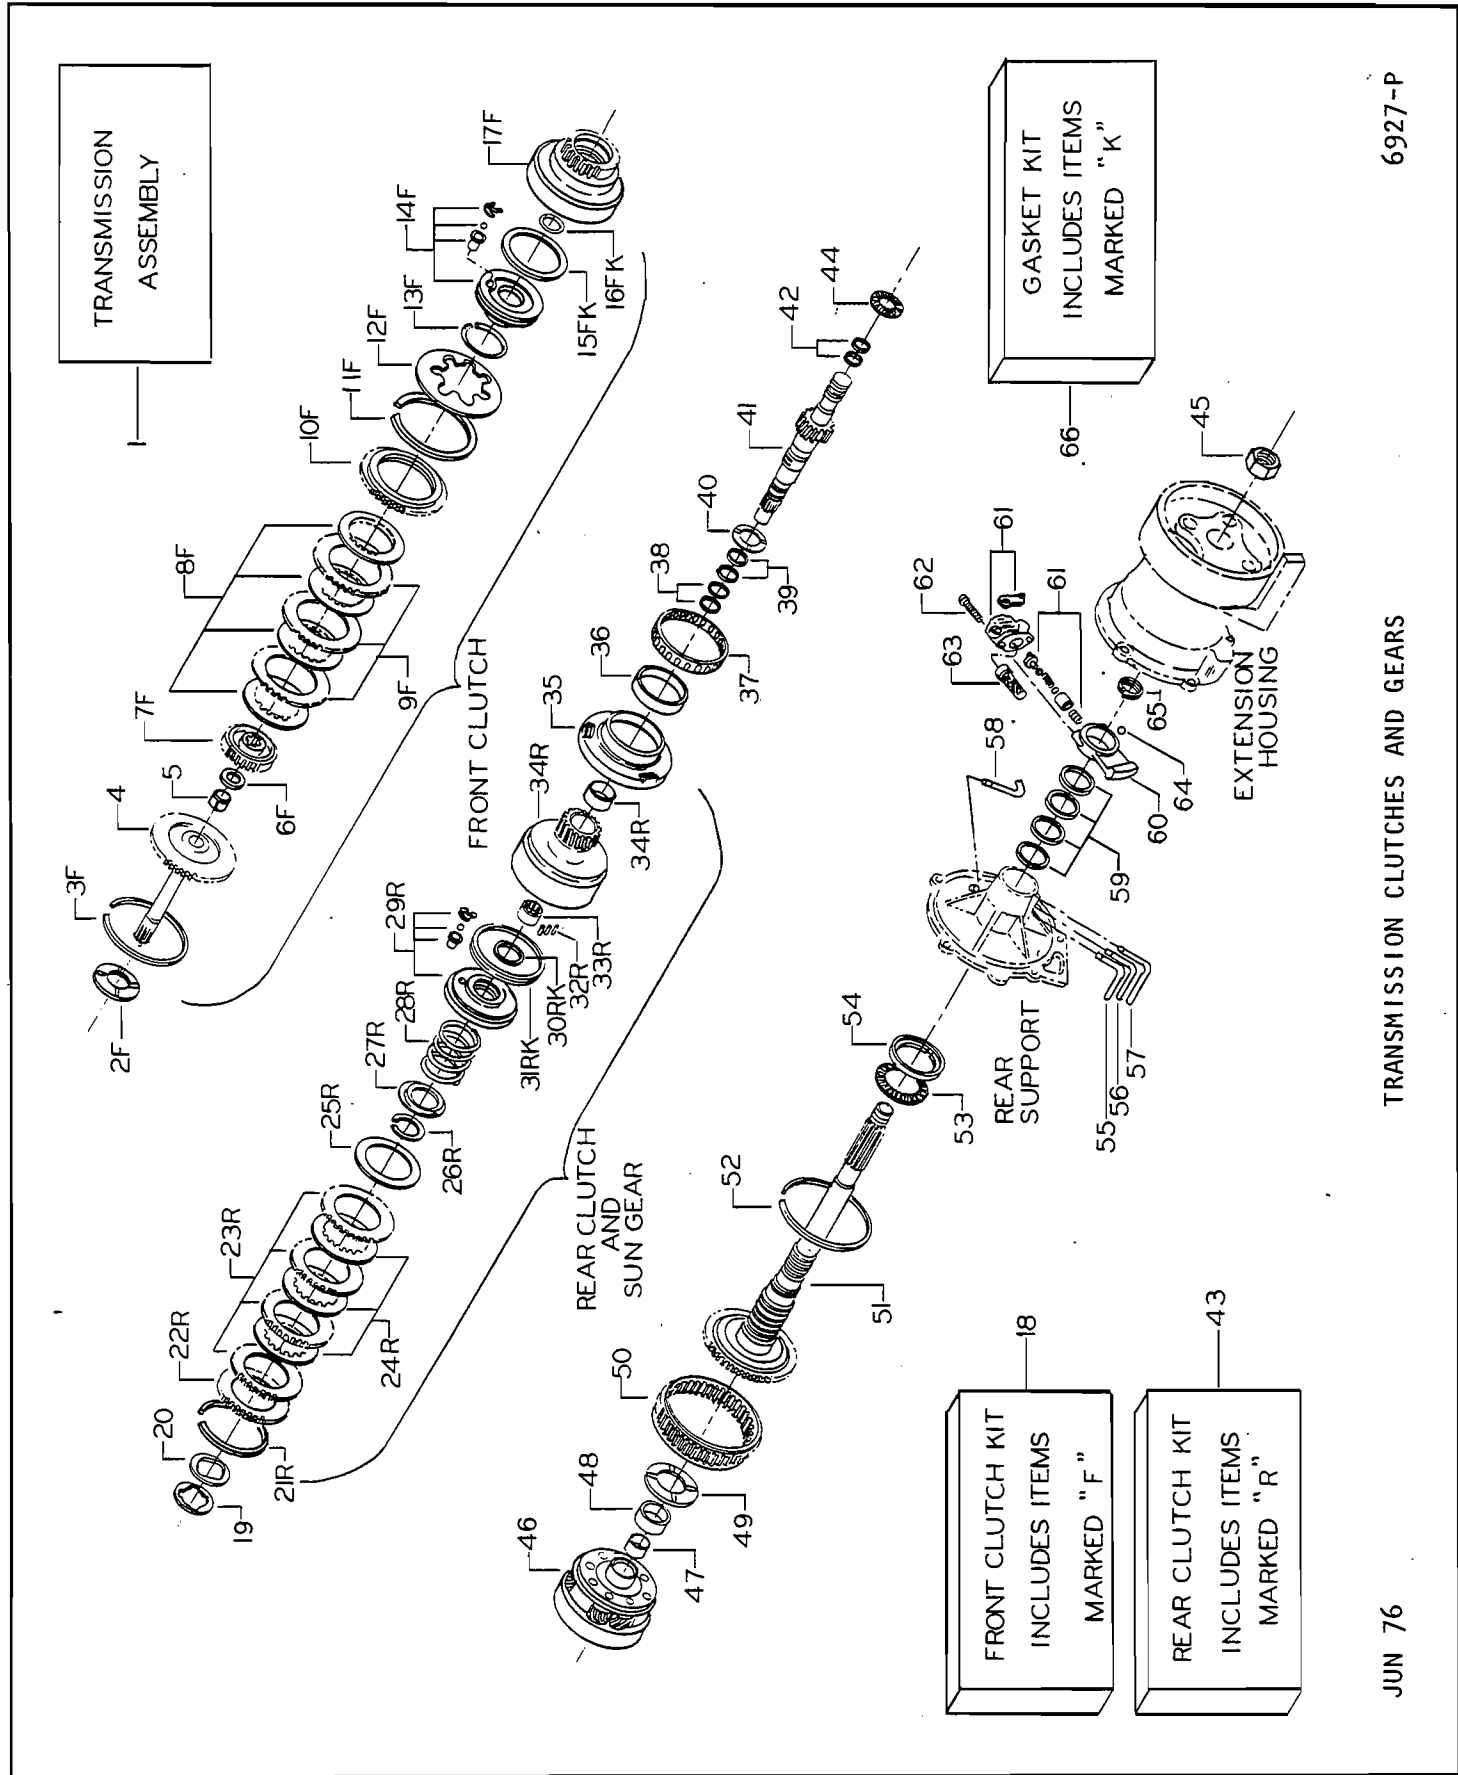 TRANSMISSION
ASSEMBLY
1
2F
3F
4
5
6F
7F
8F
9F
10F
11F
12F
13F
14F
15FK
16FK
17F
FRONT CLUTCH
19
20
21R
22R
23R
24R
25R
26R
27R
28R
29R
31RK
30RK
32R
33R
34R
34R
35
36
37
38
39
40
41
42
44
REAR CLUTCH
AND
SUN GEAR
GASKET KIT
INCLUDES ITEMS
MARKED "K"
66
46
47
48
49
50
51
52
53
54
REAR
SUPPORT
55
56
57
58
59
60
61
61
62
63
64
65
45
EXTENSION
HOUSING
FRONT CLUTCH KIT
INCLUDES ITEMS
MARKED "F"
18
REAR CLUTCH KIT
INCLUDES ITEMS
MARKED "R"
43
TRANSMISSION CLUTCHES AND GEARS
JUN 76
6927-P